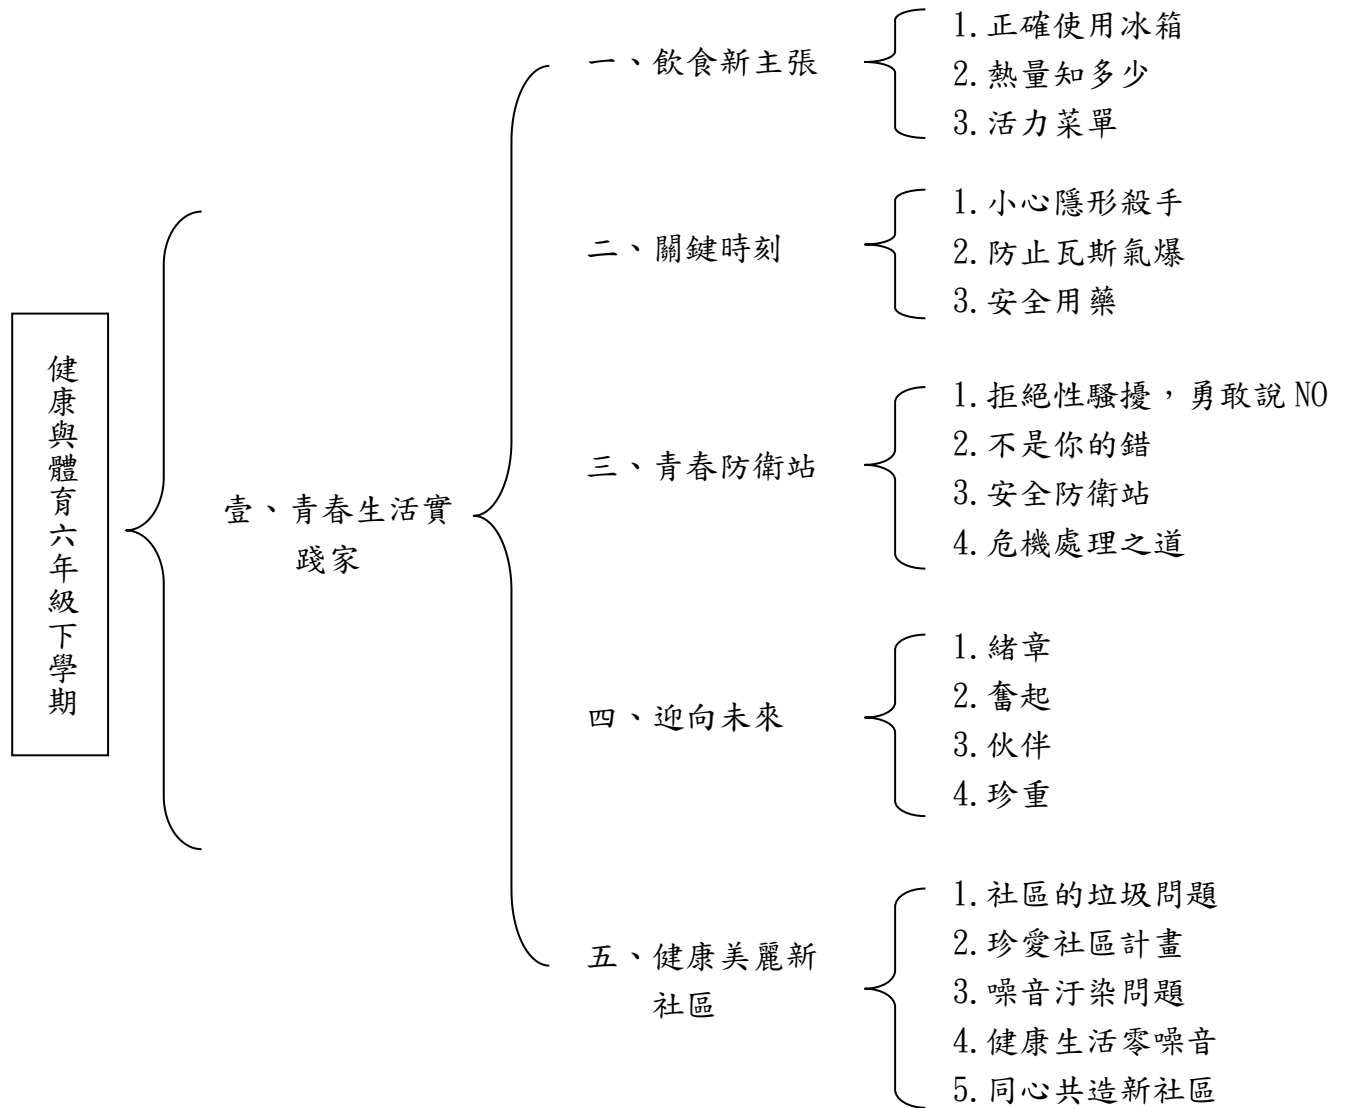 健康與體育六年級下學期
壹、青春生活實
踐家
一、飲食新主張
1.正確使用冰箱
2.熱量知多少
3.活力菜單
二、關鍵時刻
1.小心隱形殺手
2.防止瓦斯氣爆
3.安全用藥
三、青春防衛站
1.拒絕性騷擾，勇敢說 NO
2.不是你的錯
3.安全防衛站
4.危機處理之道
四、迎向未來
1.緒章
2.奮起
3.伙伴
4.珍重
五、健康美麗新
社區
1.社區的垃圾問題
2.珍愛社區計畫
3.噪音汙染問題
4.健康生活零噪音
5.同心共造新社區